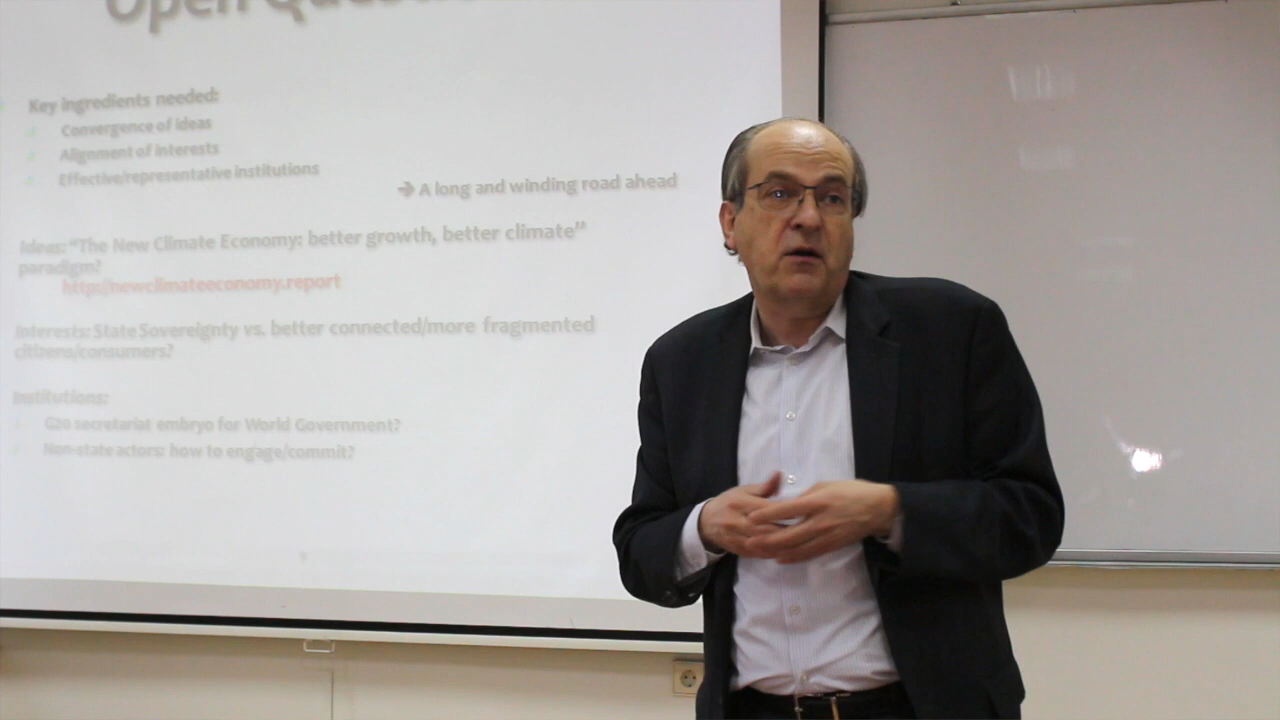 Open
Key ingredients needed:
Convergence of ideas
Alignment of interests
Effective/representative institutions
➔ A long and winding road ahead
Ideas: “The New Climate Economy: better growth, better climate”
paradigm?
http://newclimateeconomy.report
Interests: State Sovereignty vs. better connected/more fragmented
citizens/consumers?
Institutions:
G20 secretariat embryo for World Government?
Non-state actors: how to engage/commit?